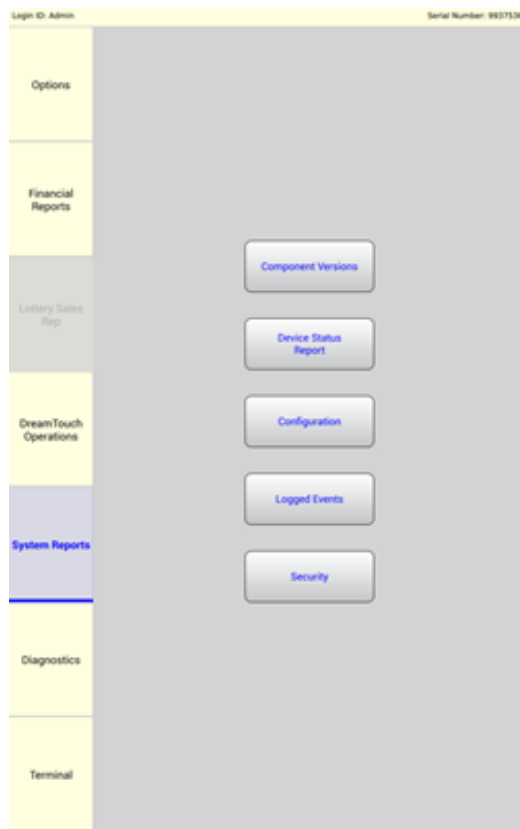 Login ID: Admin
Serial Number: 9937536
Options
Financial
Reports
Lottery Sales
Rep
DreamTouch
Operations
System Reports
Diagnostics
Terminal
Component Versions
Device Status
Report
Configuration
Logged Events
Security